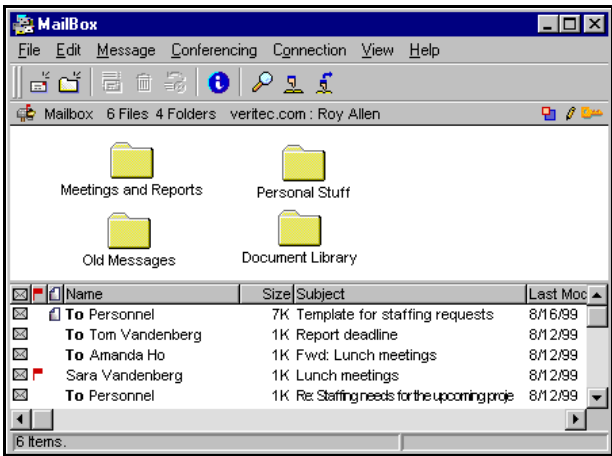 MailBox
File Edit Message Conferencing Connection View Help
Mailbox 6 Files 4 Folders veritec.com : Roy Allen
Meetings and Reports Personal Stuff
Old Messages Document Library
Name Size Subject Last Moc
To Personnel 7K Template for staffing requests 8/16/99
To Tom Vandenberg 1K Report deadline 8/12/99
To Amanda Ho 1K Fwd: Lunch meetings 8/12/99
Sara Vandenberg 1K Lunch meetings 8/12/99
To Personnel 1K Re: Staffing needs for the upcoming proje 8/12/99
6 Items.